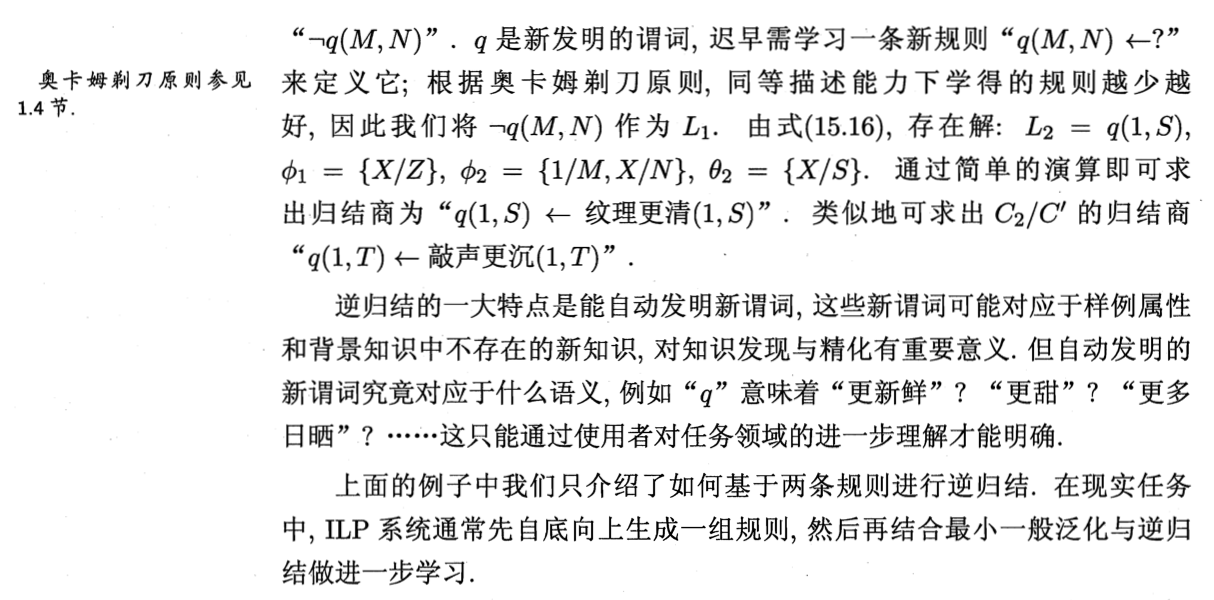 “¬q(M, N)”. q 是新发明的谓词, 迟早需学习一条新规则 “q(M, N) ←?”
奥卡姆剃刀原则参见
1.4 节.
来定义它; 根据奥卡姆剃刀原则, 同等描述能力下学得的规则越少越
好, 因此我们将 ¬q(M, N) 作为 L₁. 由式(15.16), 存在解: L₂ = q(1, S),
ϕ₁ = {X/Z}, ϕ₂ = {1/M, X/N}, θ₂ = {X/S}. 通过简单的演算即可求
出归结商为 “q(1, S) ← 纹理更清(1, S)”. 类似地可求出 C₂/C′ 的归结商
“q(1, T) ← 敲声更沉(1, T)”.
逆归结的一大特点是能自动发明新谓词, 这些新谓词可能对应于样例属性
和背景知识中不存在的新知识, 对知识发现与精化有重要意义. 但自动发明的
新谓词究竟对应于什么语义, 例如 “q” 意味着 “更新鲜”? “更甜”? “更多
日晒”? ……这只能通过使用者对任务领域的进一步理解才能明确.
上面的例子中我们只介绍了如何基于两条规则进行逆归结. 在现实任务
中, ILP 系统通常先自底向上生成一组规则, 然后再结合最小一般泛化与逆归
结做进一步学习.